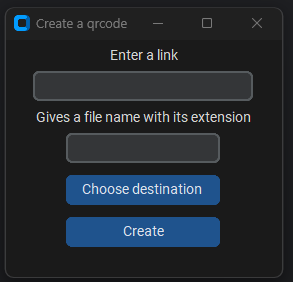 Create a qrcode
Enter a link
Gives a file name with its extension
Choose destination
Create